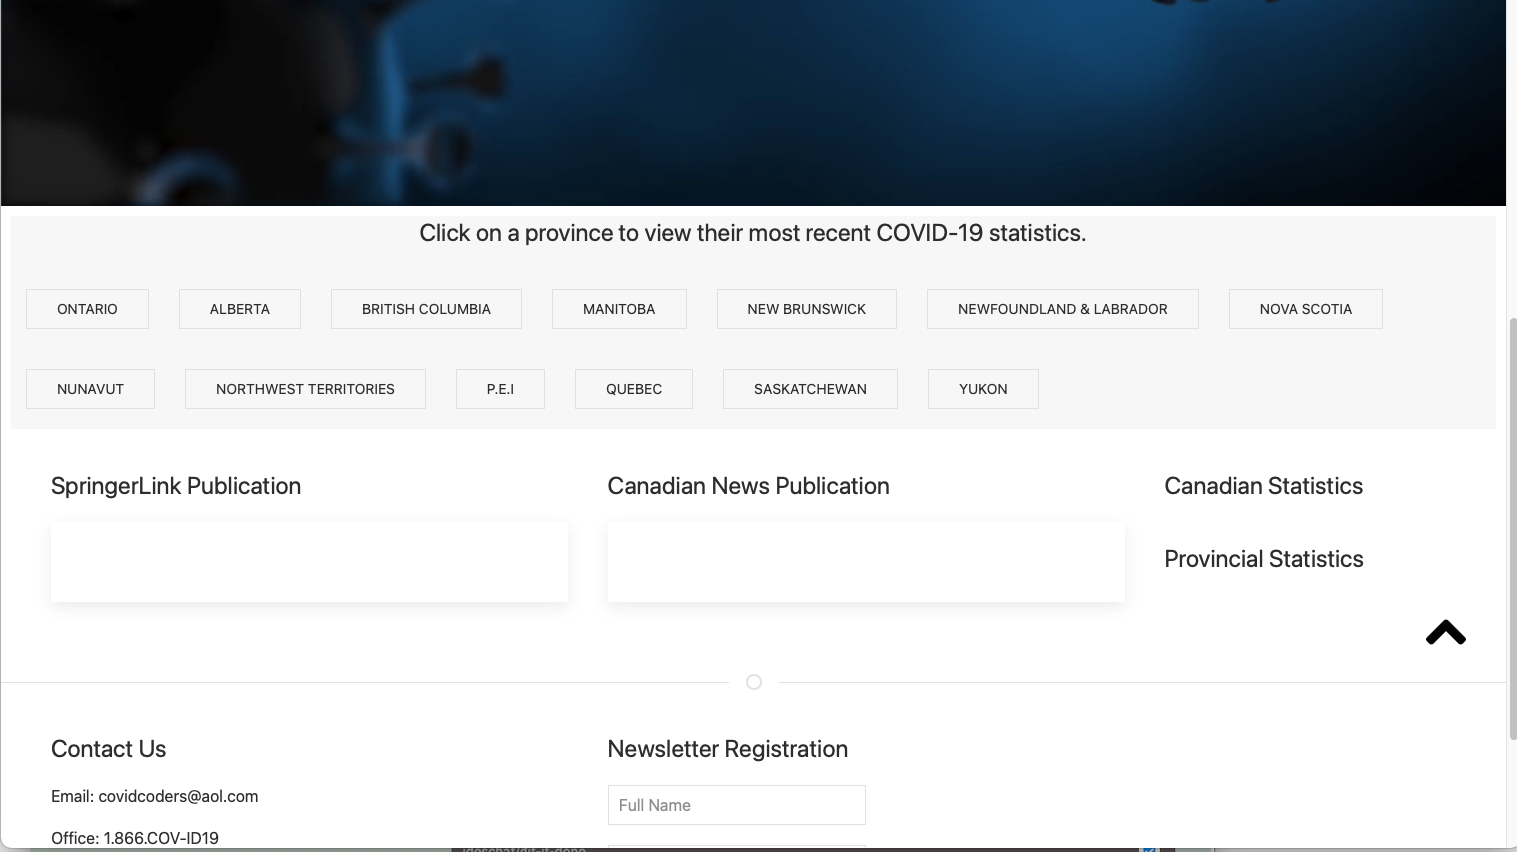 Click on a province to view their most recent COVID-19 statistics.
ONTARIO ALBERTA BRITISH COLUMBIA MANITOBA NEW BRUNSWICK NEWFOUNDLAND & LABRADOR NOVA SCOTIA
NUNAVUT NORTHWEST TERRITORIES P.E.I QUEBEC SASKATCHEWAN YUKON
SpringerLink Publication
Canadian News Publication
Canadian Statistics
Provincial Statistics
Contact Us
Email: covidcoders@aol.com
Office: 1.866.COV-ID19
Newsletter Registration
Full Name